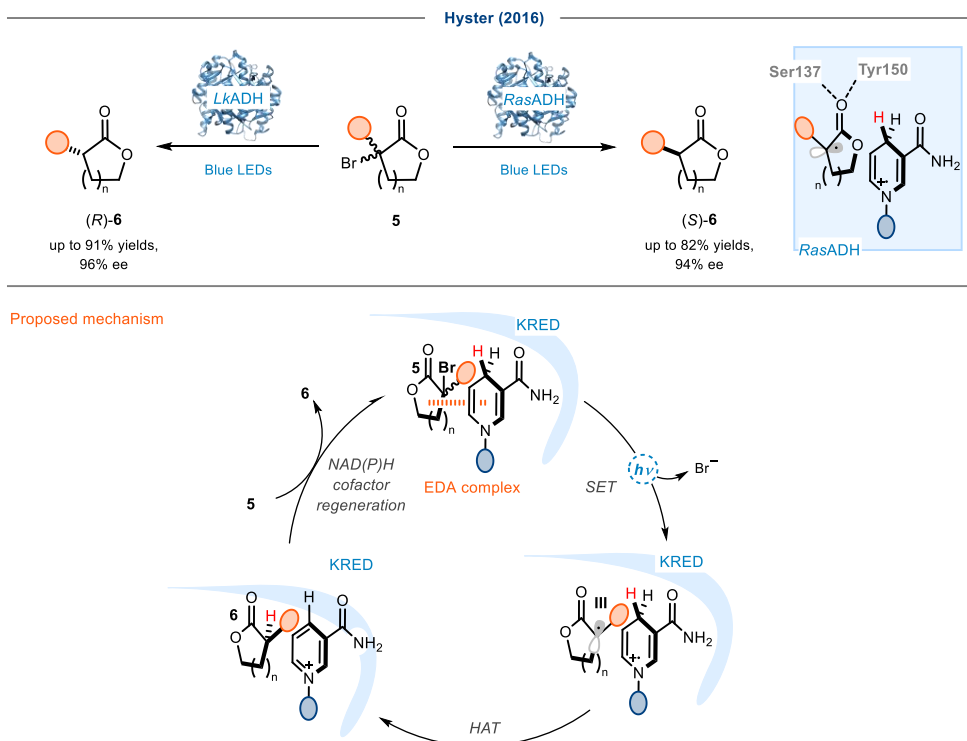 Hyster (2016)
LkADH
Blue LEDs
RasADH
Blue LEDs
O
O
n
(R)-6
up to 91% yields,
96% ee
O
Br
O
n
5
O
O
n
(S)-6
up to 82% yields,
94% ee
Ser137
Tyr150
O
H
H
O
O
NH2
n
N
+•
RasADH
Proposed mechanism
KRED
O
5
Br
H
H
O
O
NH2
n
N
EDA complex
6
5
NAD(P)H
cofactor
regeneration
hν
Br−
SET
KRED
O
III
H
H
O
O
NH2
n
N
+•
KRED
6
O
H
H
O
O
NH2
n
N
+
HAT